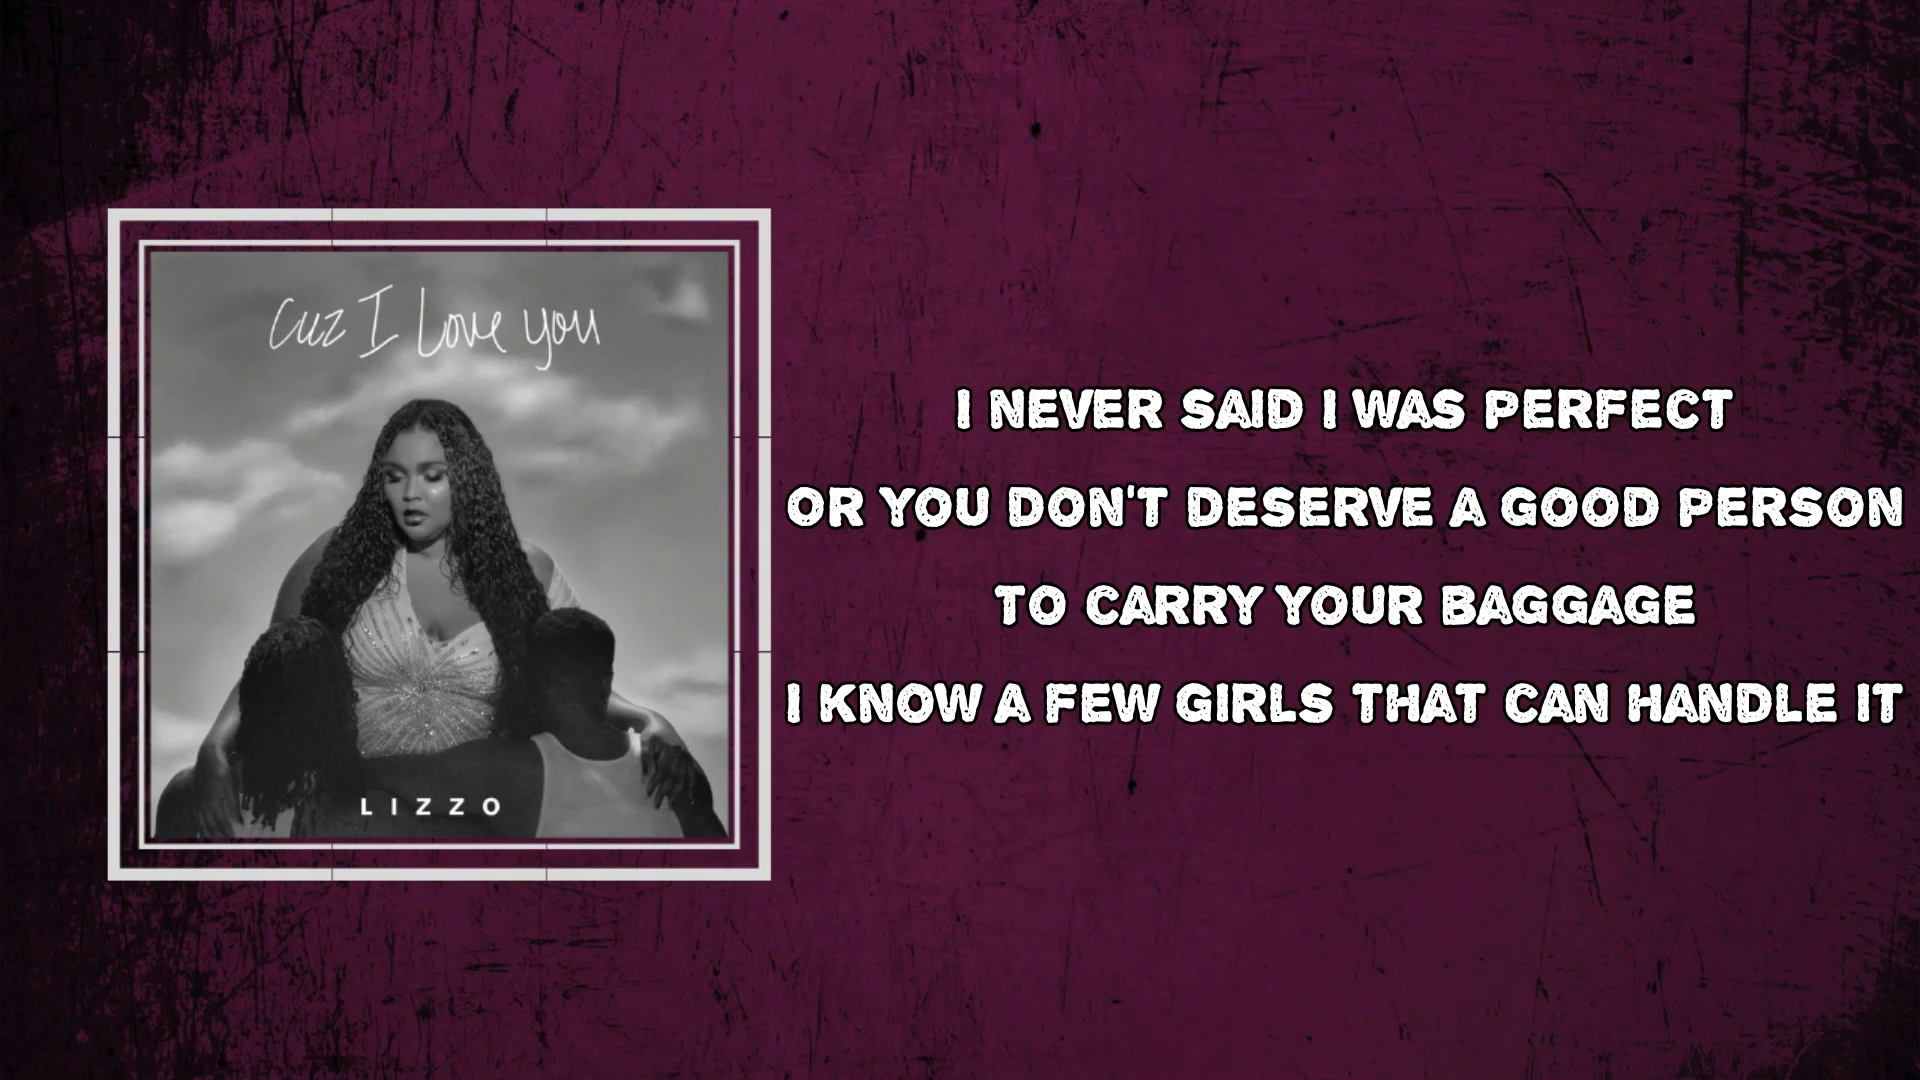 Cuz I Love you
LIZZO
I NEVER SAID I WAS PERFECT
OR YOU DON'T DESERVE A GOOD PERSON
TO CARRY YOUR BAGGAGE
I KNOW A FEW GIRLS THAT CAN HANDLE IT